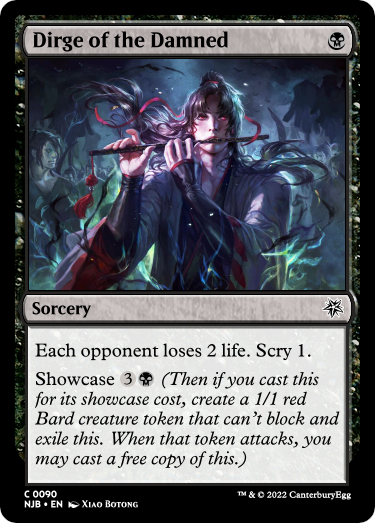 Dirge of the Damned
Sorcery
Each opponent loses 2 life. Scry 1.
Showcase 3 (Then if you cast this
for its showcase cost, create a 1/1 red
Bard creature token that can't block and
exile this. When that token attacks, you
may cast a free copy of this.)
C 0090
NJB • EN Xiao Botong
™ & © 2022 CanterburyEgg